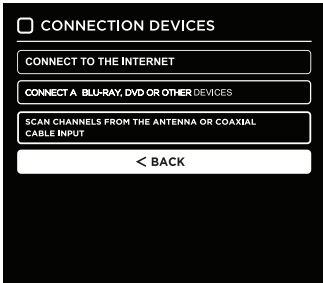 CONNECTION DEVICES
CONNECT TO THE INTERNET
CONNECT A BLU-RAY, DVD OR OTHER DEVICES
SCAN CHANNELS FROM THE ANTENNA OR COAXIAL
CABLE INPUT
< BACK